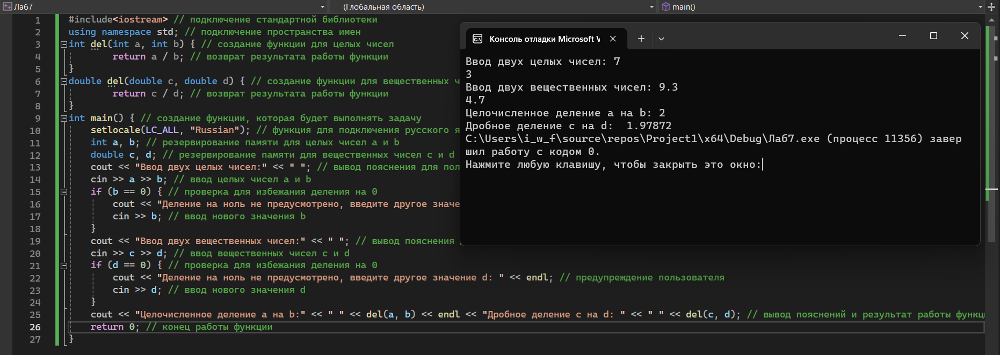 Лаб7 (Глобальная область) main()
1 #include<iostream> // подключение стандартной библиотеки
2 using namespace std; // подключение пространства имен
3 int del(int a, int b) { // создание функции для целых чисел
4 return a / b; // возврат результата работы функции
5 }
6 double del(double c, double d) { // создание функции для вещественных
7 return c / d; // возврат результата работы функции
8 }
9 int main() { // создание функции, которая будет выполнять задачу
10 setlocale(LC_ALL, "Russian"); // функция для подключения русского
11 int a, b; // резервирование памяти для целых чисел a и b
12 double c, d; // резервирование памяти для вещественных чисел c и d
13 cout << "Ввод двух целых чисел:" << " "; // вывод пояснения для
14 cin >> a >> b; // ввод целых чисел a и b
15 if (b == 0) { // проверка для избежания деления на 0
16 cout << "Деление на ноль не предусмотрено, введите другое
17 cin >> b; // ввод нового значения b
18 }
19 cout << "Ввод двух вещественных чисел:" << " "; // вывод пояснения
20 cin >> c >> d; // ввод вещественных чисел c и d
21 if (d == 0) { // проверка для избежания деления на 0
22 cout << "Деление на ноль не предусмотрено, введите другое значение d: " << endl; // предупреждение пользователя
23 cin >> d; // ввод нового значения d
24 }
25 cout << "Целочисленное деление a на b:" << " " << del(a, b) << endl << "Дробное деление c на d: " << " " << del(c, d); // вывод пояснений и результат работы
26 return 0; // конец работы функции
27 }
Консоль отладки Microsoft V
Ввод двух целых чисел: 7
3
Ввод двух вещественных чисел: 9.3
4.7
Целочисленное деление a на b: 2
Дробное деление c на d:  1.97872
C:\Users\i_w_f\source\repos\Project1\x64\Debug\Лаб7.exe (процесс 11356) завер
шил работу с кодом 0.
Нажмите любую клавишу, чтобы закрыть это окно: